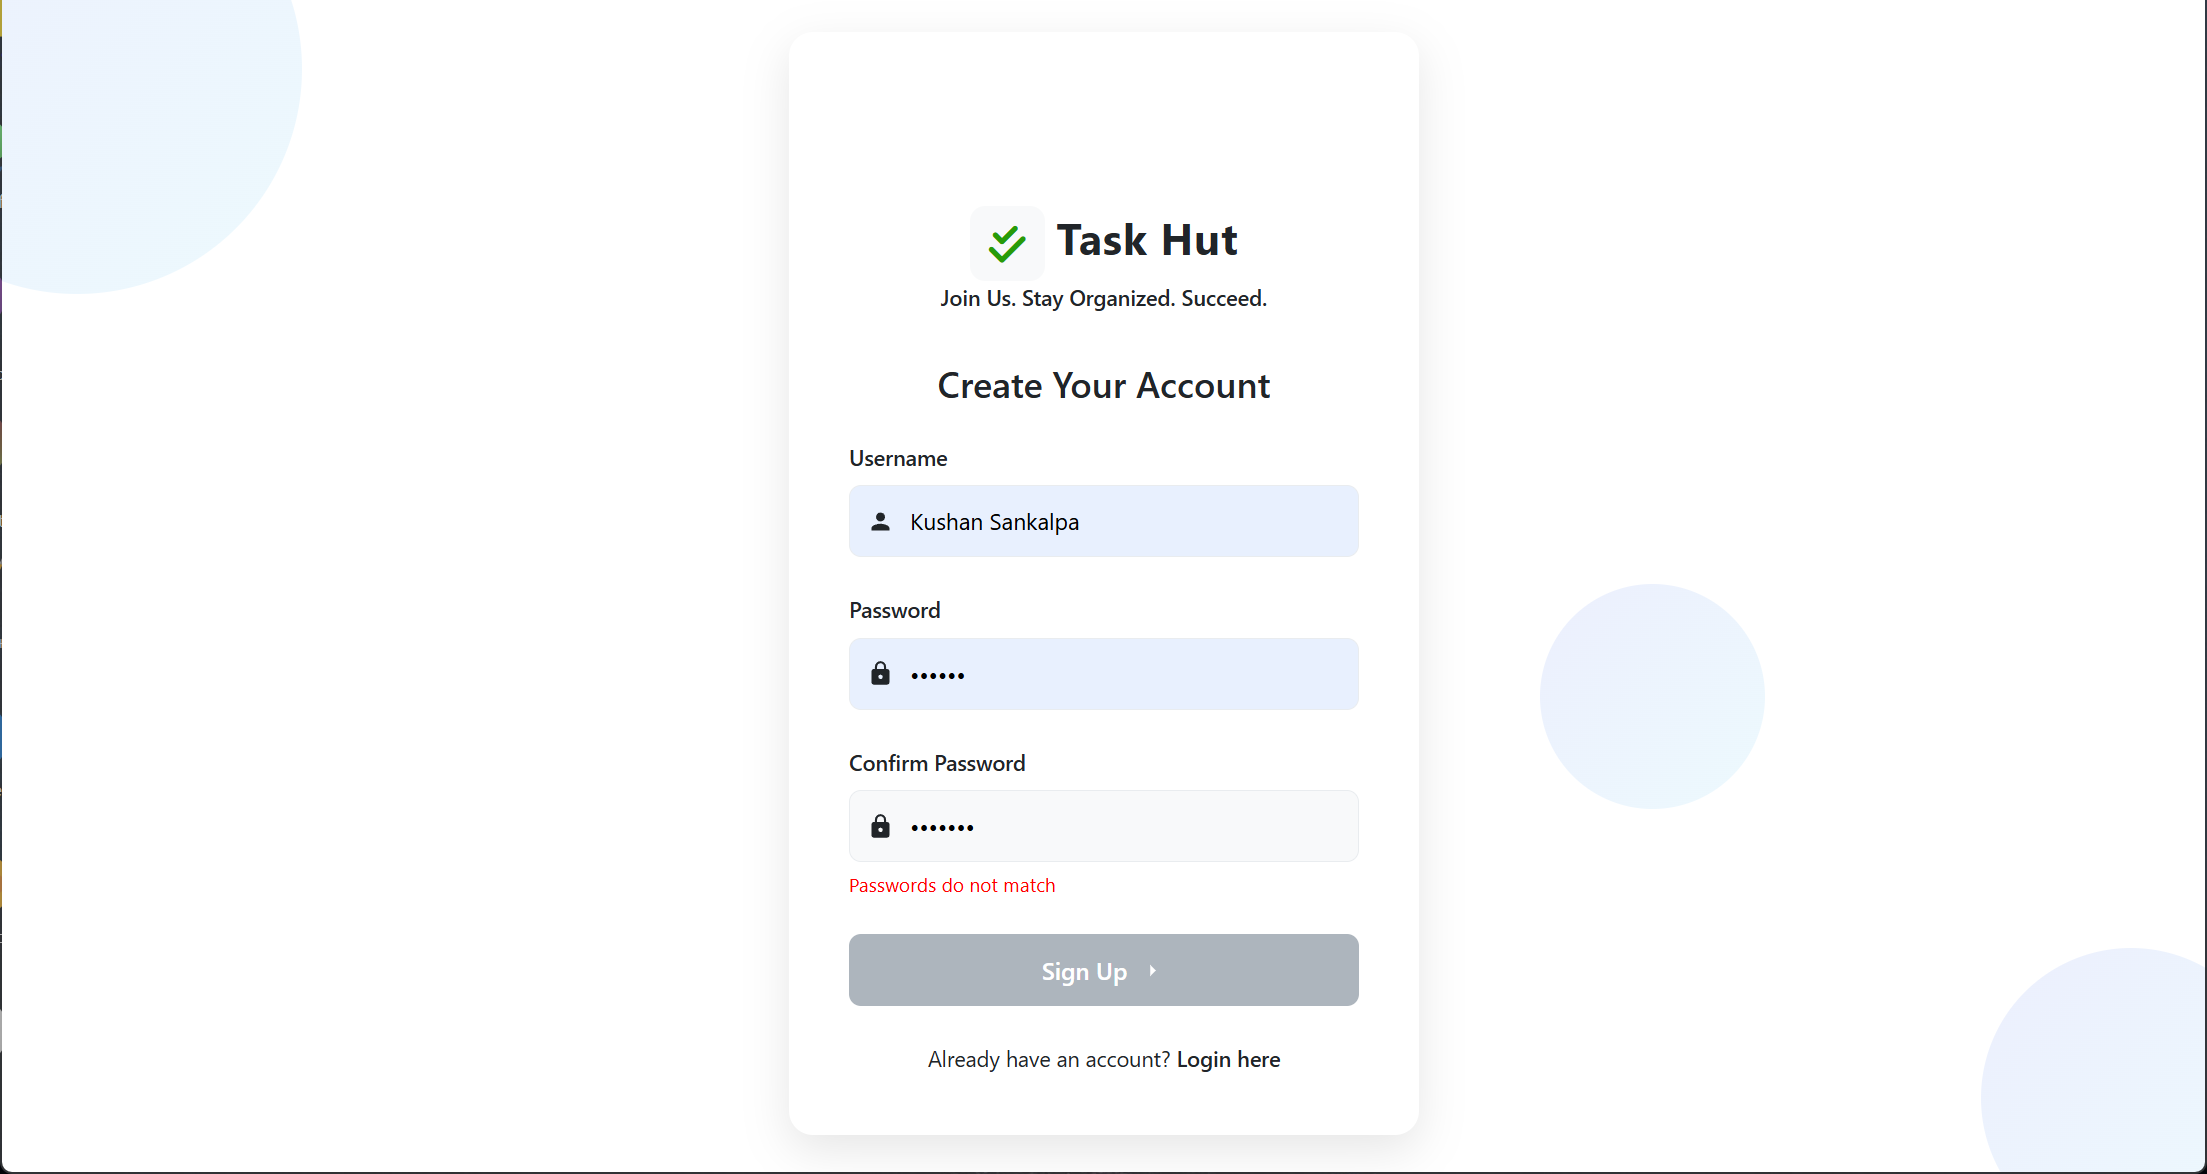 Task Hut
Join Us. Stay Organized. Succeed.
Create Your Account
Username
Kushan Sankalpa
Password
••••••
Confirm Password
•••••••
Passwords do not match
Sign Up
Already have an account? Login here